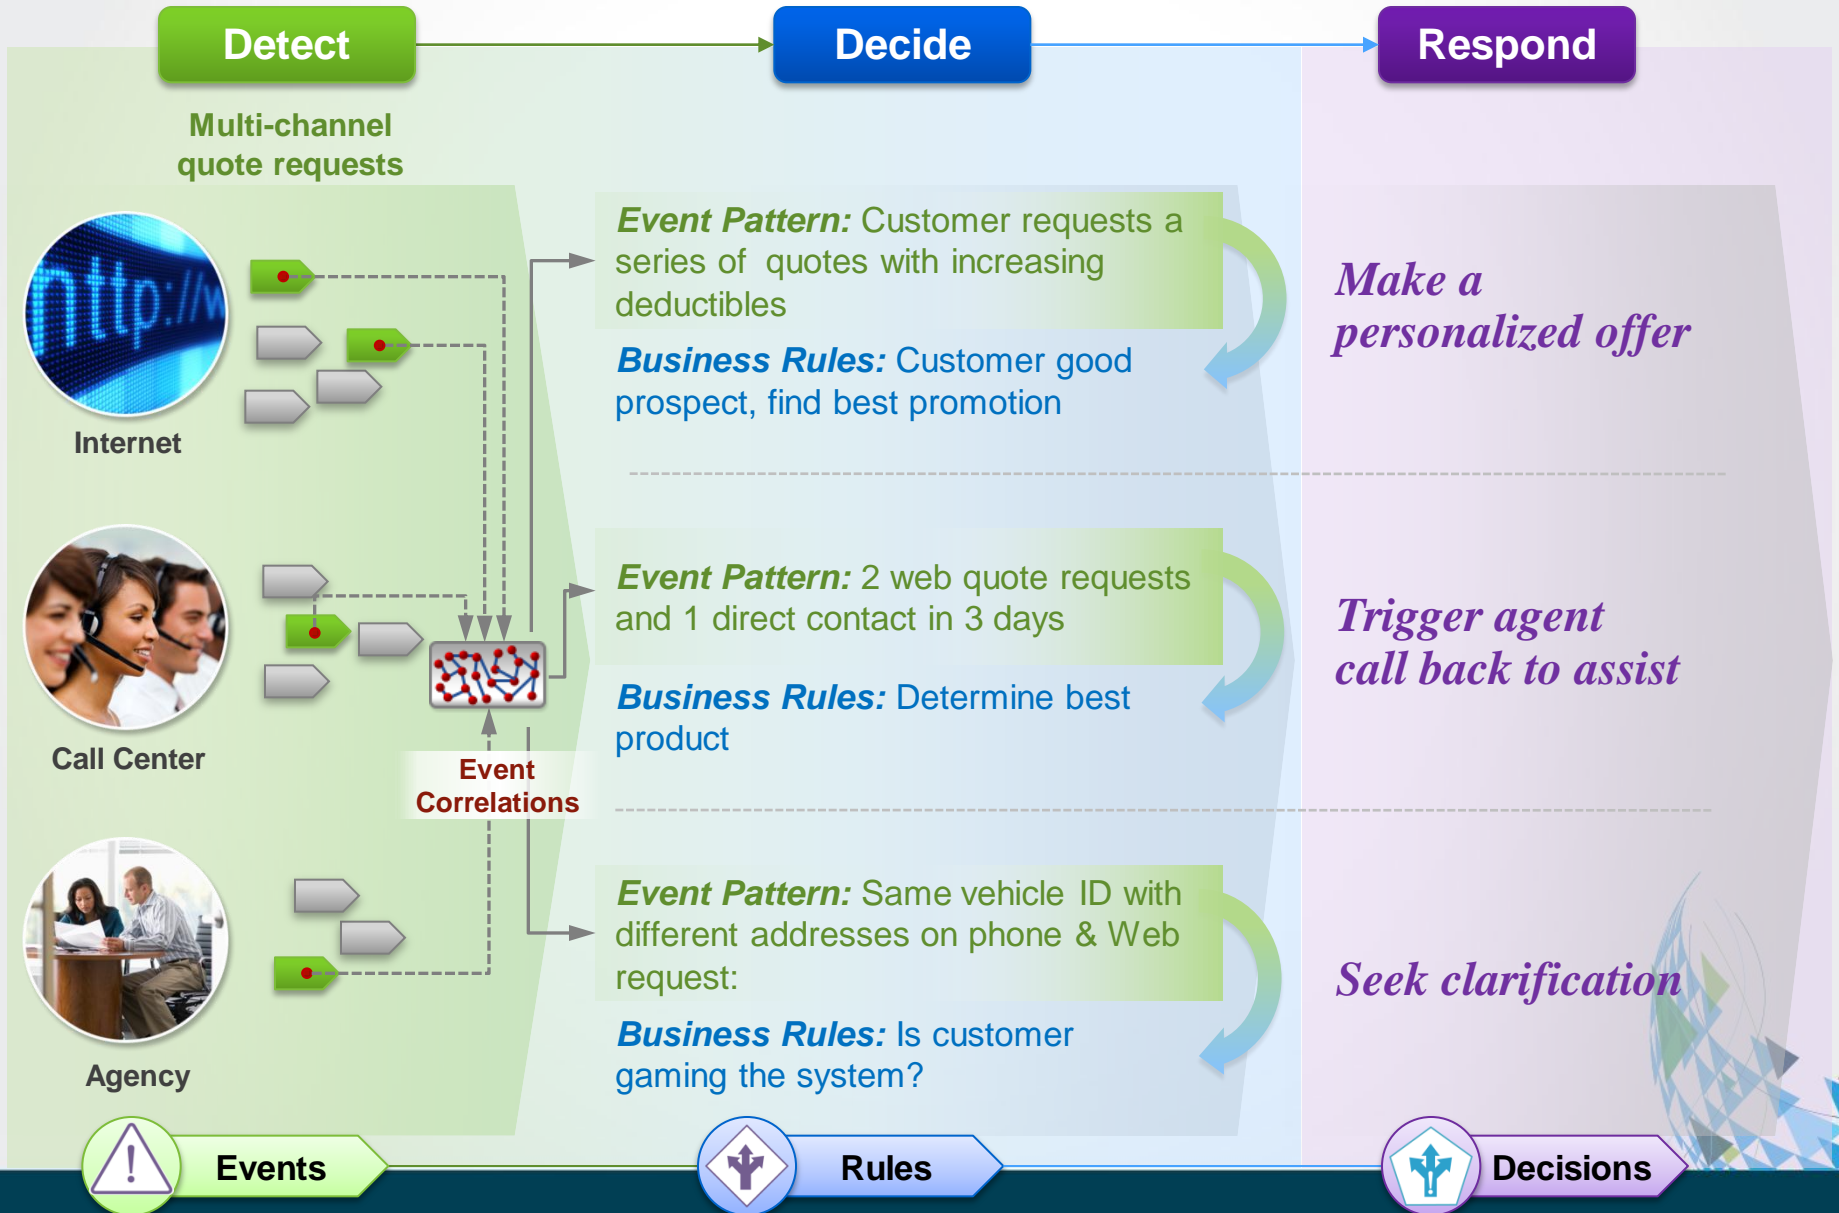 Detect
Decide
Respond
Multi-channel
quote requests
Event Pattern: Customer requests a
series of quotes with increasing
deductibles
Business Rules: Customer good
prospect, find best promotion
Make a
personalized offer
http://w
Internet
Event Pattern: 2 web quote requests
and 1 direct contact in 3 days
Business Rules: Determine best
product
Trigger agent
call back to assist
Call Center
Event
Correlations
Event Pattern: Same vehicle ID with
different addresses on phone & Web
request:
Business Rules: Is customer
gaming the system?
Seek clarification
Agency
Events
Rules
Decisions